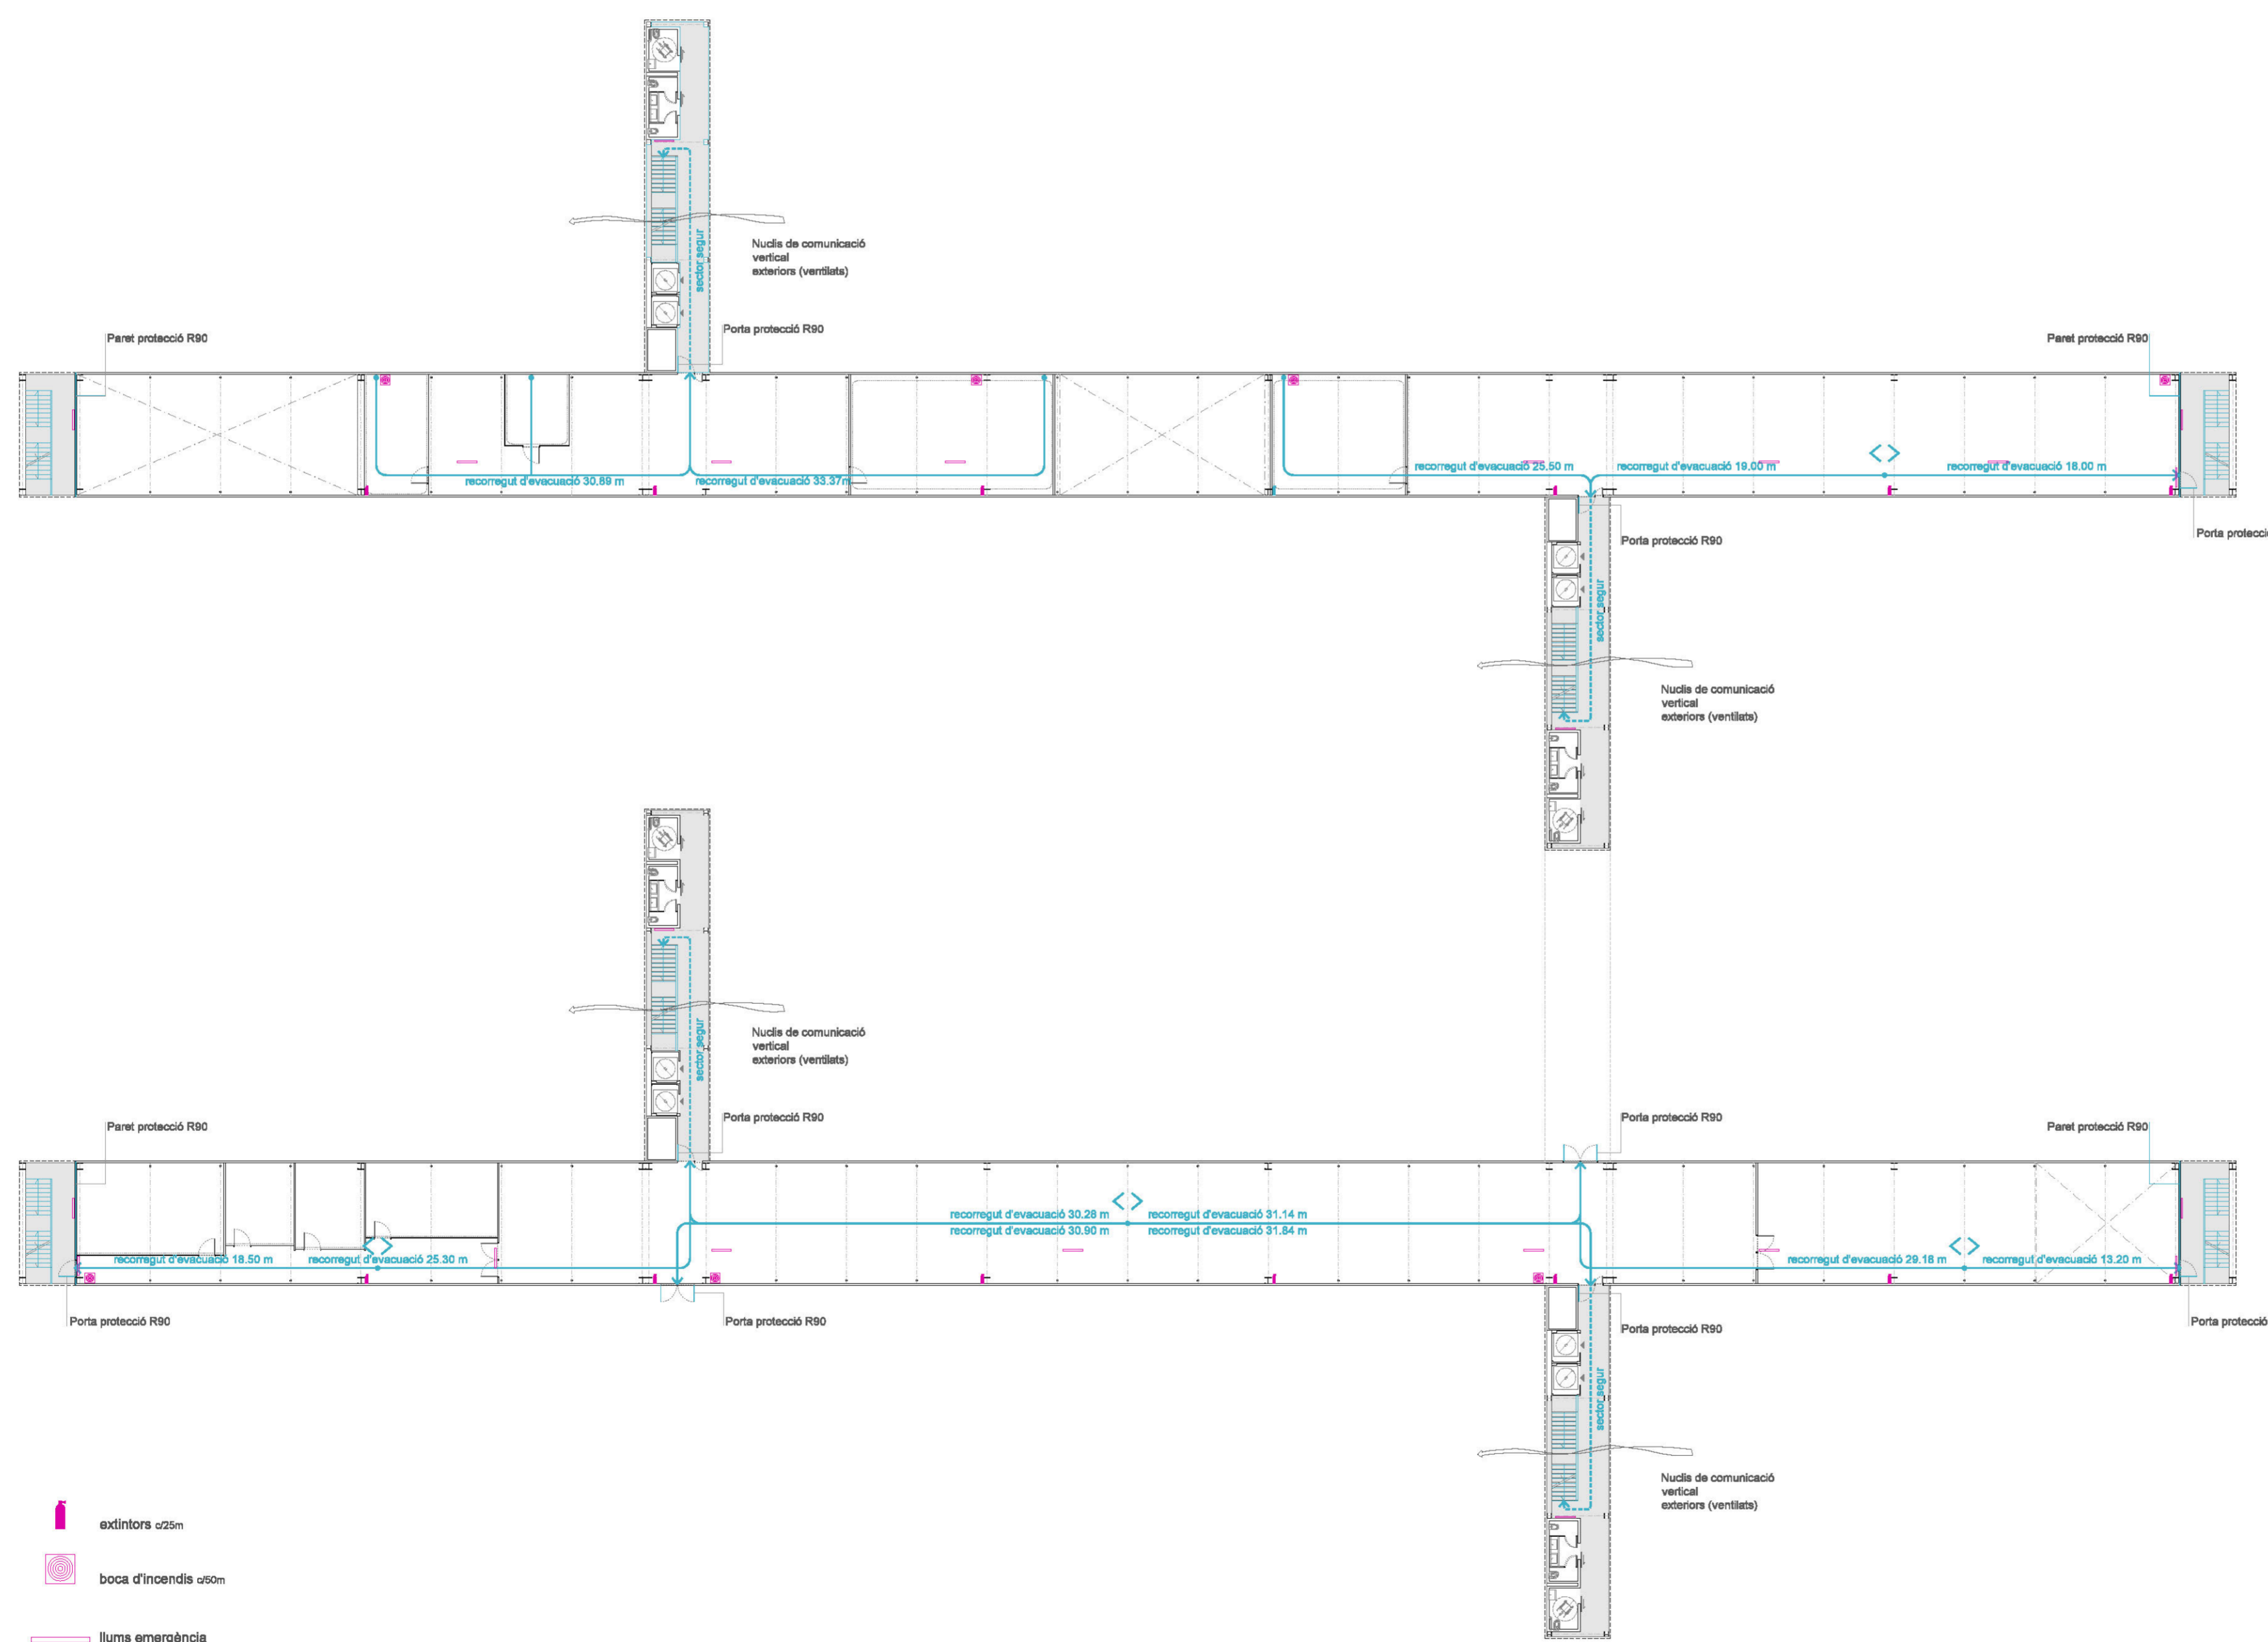 sector segur
Nuclis de comunicació
vertical
exteriors (ventilats)
Porta protecció R90
Paret protecció R90
Paret protecció R90
recorregut d'evacuació 30.89 m
recorregut d'evacuació 33.37m
recorregut d'evacuació 25.50 m
recorregut d'evacuació 19.00 m
recorregut d'evacuació 18.00 m
Porta protecció R90
Porta protecci
sector segur
Nuclis de comunicació
vertical
exteriors (ventilats)
sector segur
Nuclis de comunicació
vertical
exteriors (ventilats)
Porta protecció R90
Porta protecció R90
Paret protecció R90
Paret protecció R90
recorregut d'evacuació 30.28 m
recorregut d'evacuació 31.14 m
recorregut d'evacuació 30.90 m
recorregut d'evacuació 31.84 m
recorregut d'evacuació 18.50 m
recorregut d'evacuació 25.30 m
recorregut d'evacuació 29.18 m
recorregut d'evacuació 13.20 m
Porta protecció R90
Porta protecció R90
Porta protecció R90
Porta protecció
sector segur
Nuclis de comunicació
vertical
exteriors (ventilats)
extintors c/25m
boca d'incendis c/50m
llums emergència